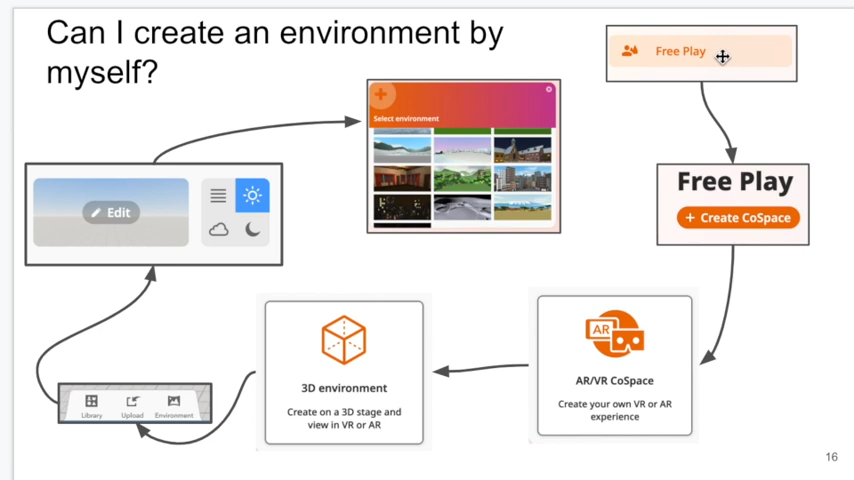 Can I create an environment by
myself?
Free Play
Free Play
+ Create CoSpace
AR
AR/VR CoSpace
Create your own VR or AR
experience
3D environment
Create on a 3D stage and
view in VR or AR
Library
Upload
Environment
Edit
Select environment
16